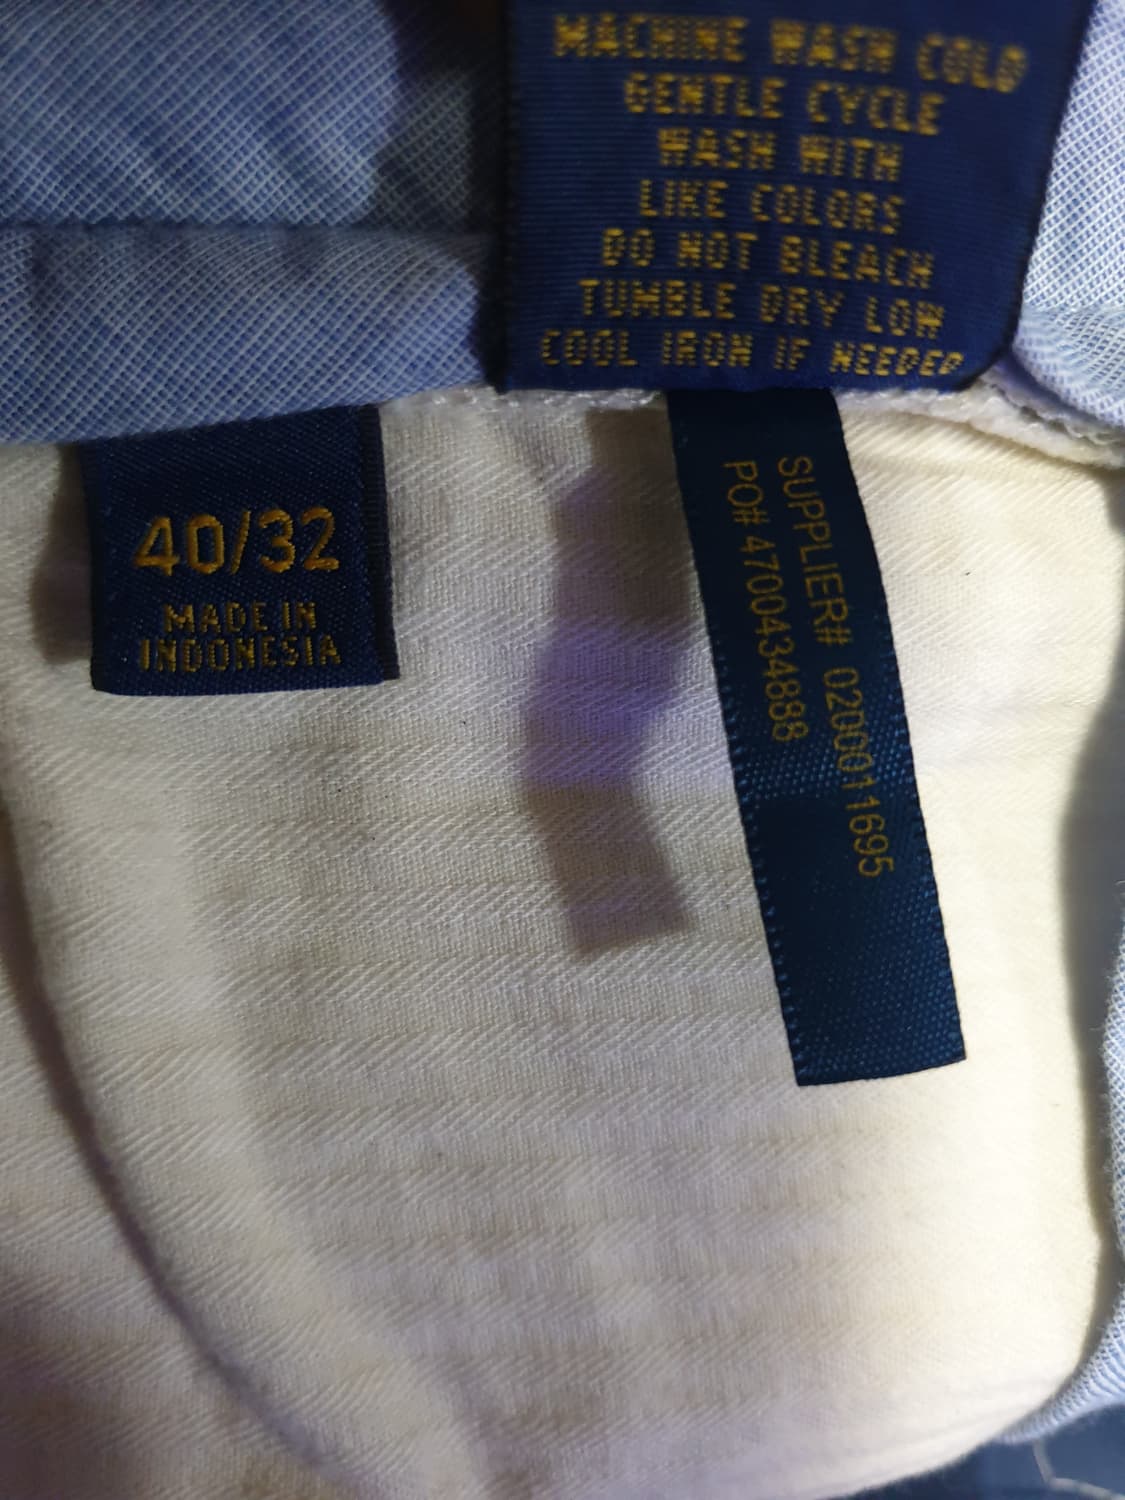 MACHINE WASH COLD
GENTLE CYCLE
WASH WITH
LIKE COLORS
DO NOT BLEACH
TUMBLE DRY LOW
COOL IRON IF NEEDED
40/32
MADE IN
INDONESIA
SUPPLIER# 0200011695
PO# 4700434888